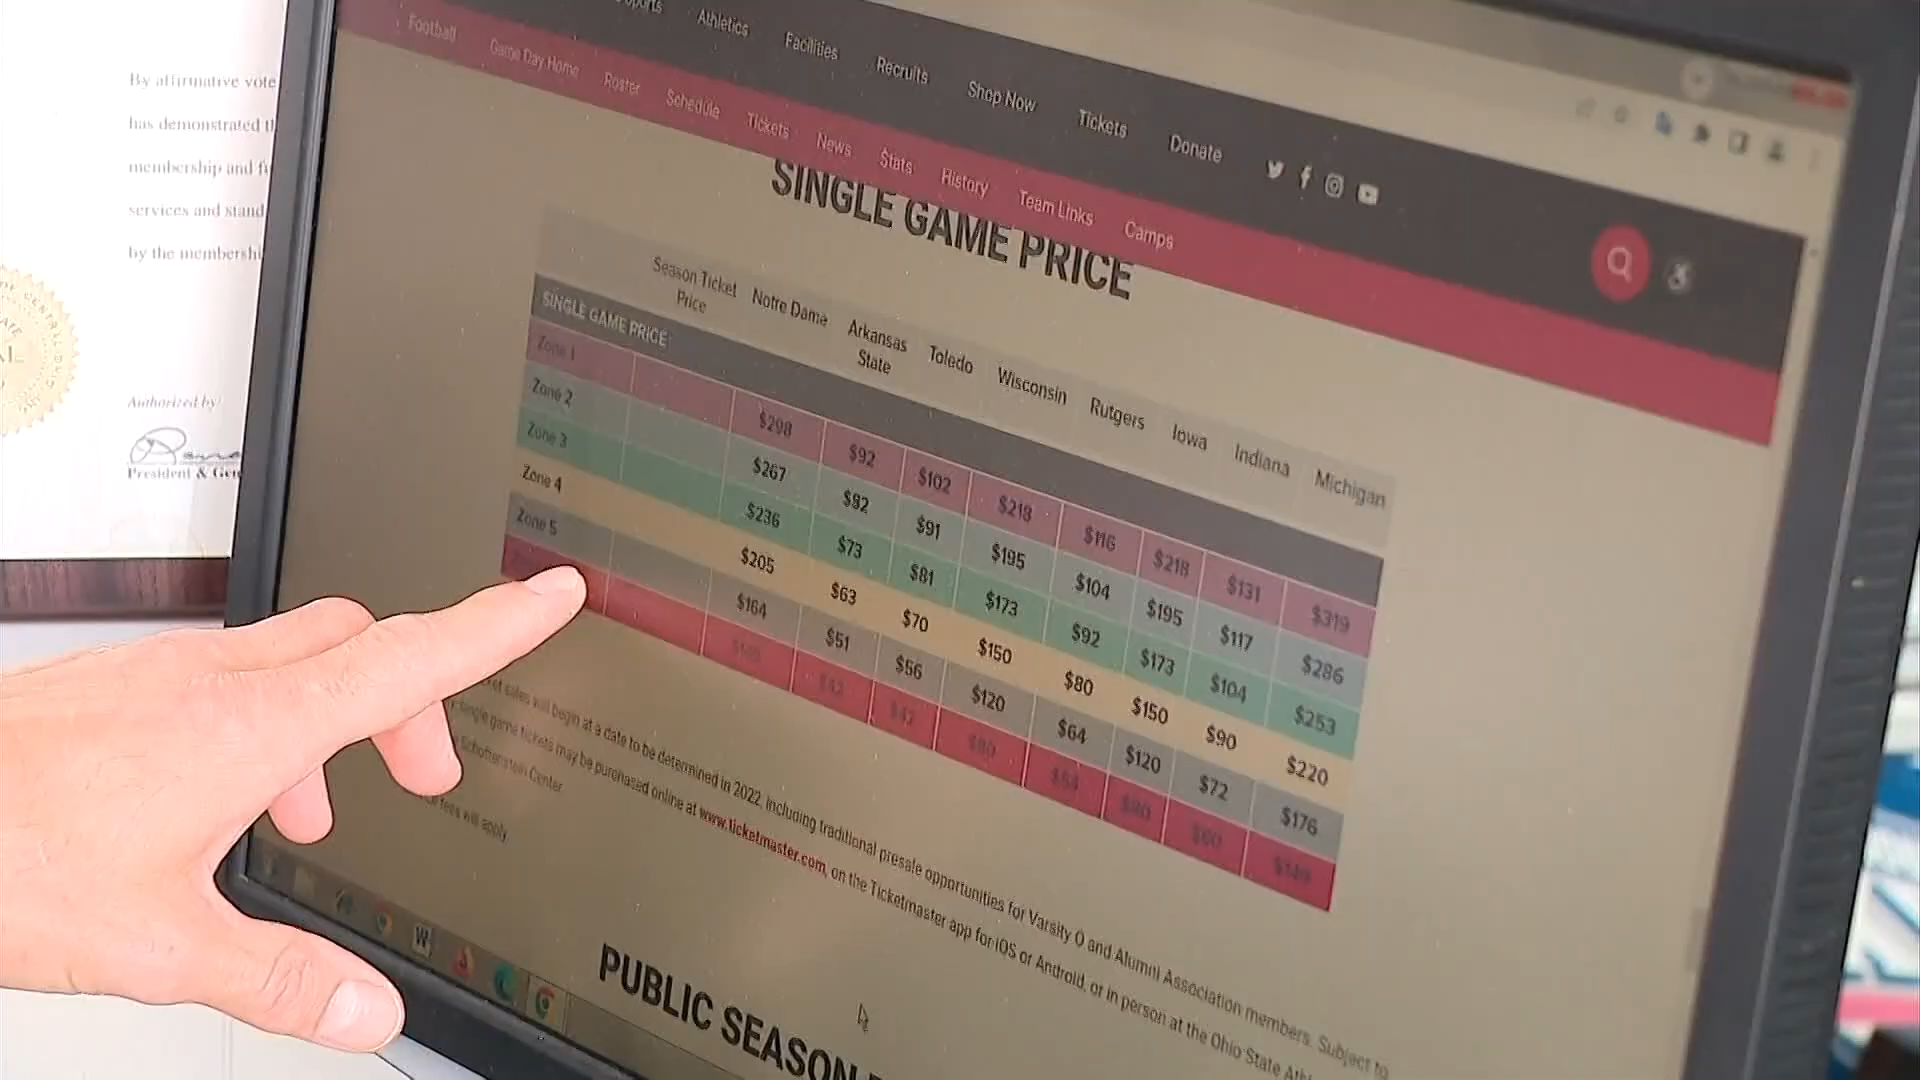 By affirmative vote
has demonstrated
membership and
services and stand
by the
Authorized by:
President &
Sports Athletics Facilities Recruits Shop Now Tickets Donate
Football Game Day Home Roster Schedule Tickets News Stats History Team Links Camps
SINGLE GAME PRICE
Season Ticket Price Notre Dame Arkansas State Toledo Wisconsin Rutgers Iowa Indiana Michigan
SINGLE GAME PRICE
Zone 1 $298 $92 $102 $218 $116 $218 $131 $319
Zone 2 $267 $82 $91 $195 $104 $195 $117 $286
Zone 3 $236 $73 $81 $173 $92 $173 $104 $253
Zone 4 $205 $63 $70 $150 $80 $150 $90 $220
Zone 5 $164 $51 $56 $120 $64 $120 $72 $176
$42 $47 $80 $54 $80 $60 $149
sales will begin at a date to be determined in 2022, including traditional presale opportunities for Varsity O and Alumni Association members. Subject to
single game tickets may be purchased online at www.ticketmaster.com, on the Ticketmaster app for iOS or Android, or in person at the Ohio State
Schottenstein Center.
fees will apply.
PUBLIC SEASON
W